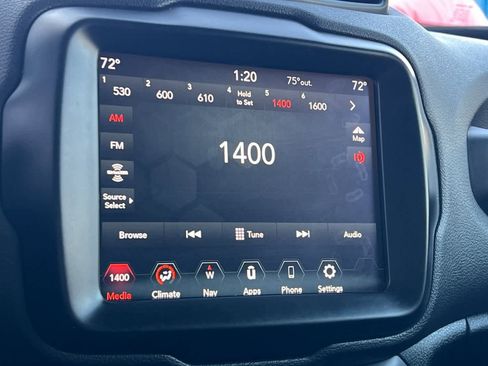 72° 1:20 75°out. 72°
1 2 3 4 5 6
530 600 610 Hold to Set 1400 1600
AM
FM
1400
Map
Source
Select
Browse Tune Audio
1400 W
Media Climate Nav Apps Phone Settings